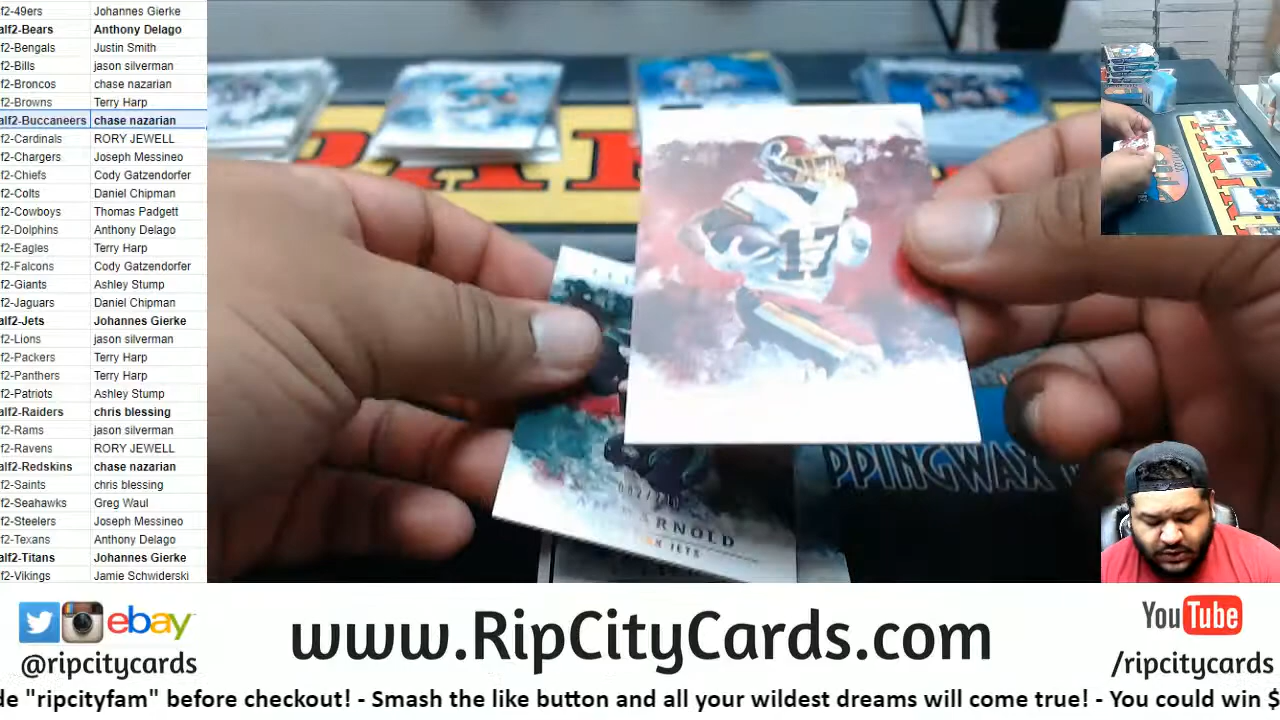 f2-49ers Johannes Gierke
alf2-Bears Anthony Delago
f2-Bengals Justin Smith
f2-Bills jason silverman
f2-Broncos chase nazarian
f2-Browns Terry Harp
alf2-Buccaneers chase nazarian
f2-Cardinals RORY JEWELL
f2-Chargers Joseph Messineo
f2-Chiefs Cody Gatzendorfer
f2-Colts Daniel Chipman
f2-Cowboys Thomas Padgett
f2-Dolphins Anthony Delago
f2-Eagles Terry Harp
f2-Falcons Cody Gatzendorfer
f2-Giants Ashley Stump
f2-Jaguars Daniel Chipman
alf2-Jets Johannes Gierke
f2-Lions jason silverman
f2-Packers Terry Harp
f2-Panthers Terry Harp
f2-Patriots Ashley Stump
alf2-Raiders chris blessing
f2-Rams jason silverman
f2-Ravens RORY JEWELL
alf2-Redskins chase nazarian
f2-Saints chris blessing
f2-Seahawks Greg Waul
f2-Steelers Joseph Messineo
f2-Texans Anthony Delago
alf2-Titans Johannes Gierke
f2-Vikings Jamie Schwiderski
17
RNOLD
JETS
PPINGWAX
ebay
@ripcitycards
www.RipCityCards.com
YouTube
/ripcitycards
de "ripcityfam" before checkout! - Smash the like button and all your wildest dreams will come true! - You could win $